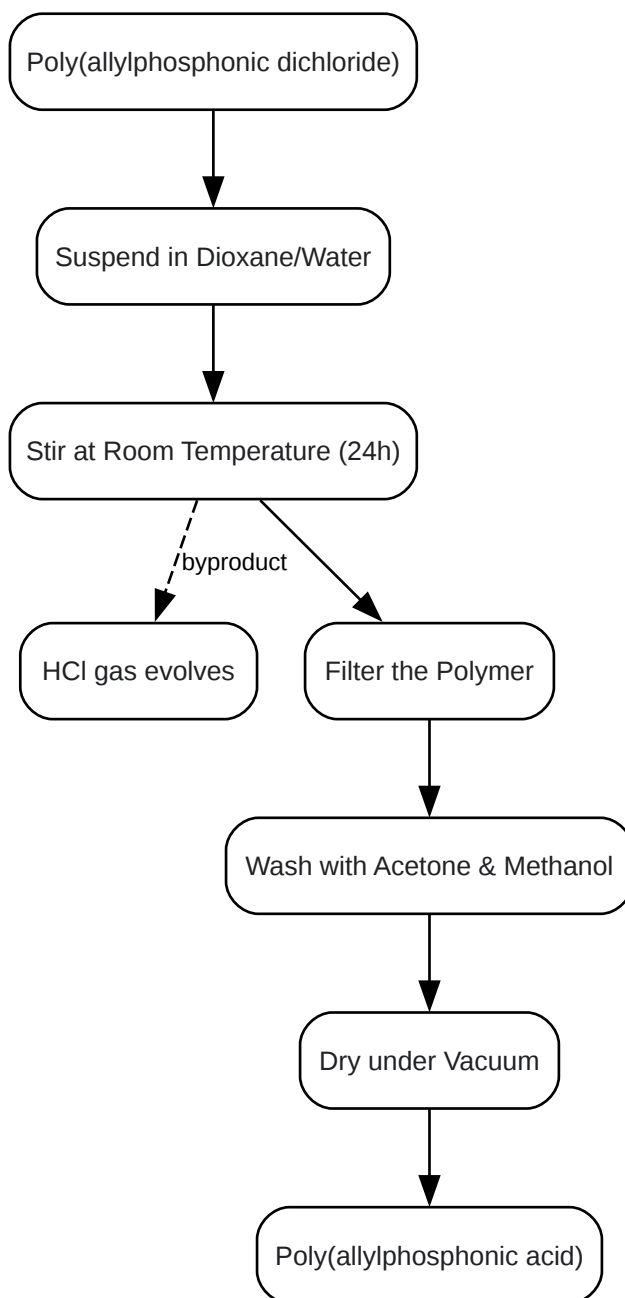 Poly(allylphosphonic dichloride)
Suspend in Dioxane/Water
Stir at Room Temperature (24h)
byproduct
HCl gas evolves
Filter the Polymer
Wash with Acetone & Methanol
Dry under Vacuum
Poly(allylphosphonic acid)